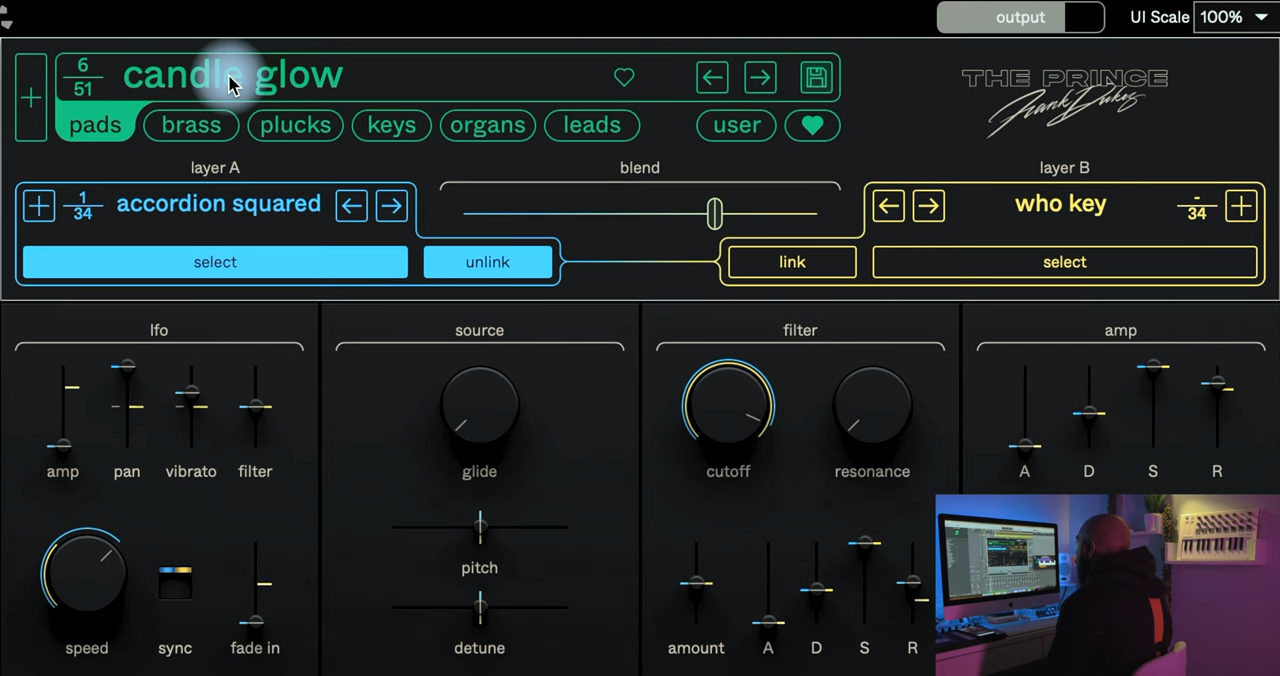 output
UI Scale 100%
6
51
candle glow
THE PRINCE
Frank Dukes
pads brass plucks keys organs leads user
layer A
blend
layer B
1
34
accordion squared
who key
-
34
select
unlink
link
select
lfo
source
filter
amp
amp pan vibrato filter
glide
cutoff
resonance
A D S R
pitch
speed sync fade in
detune
amount A D S R